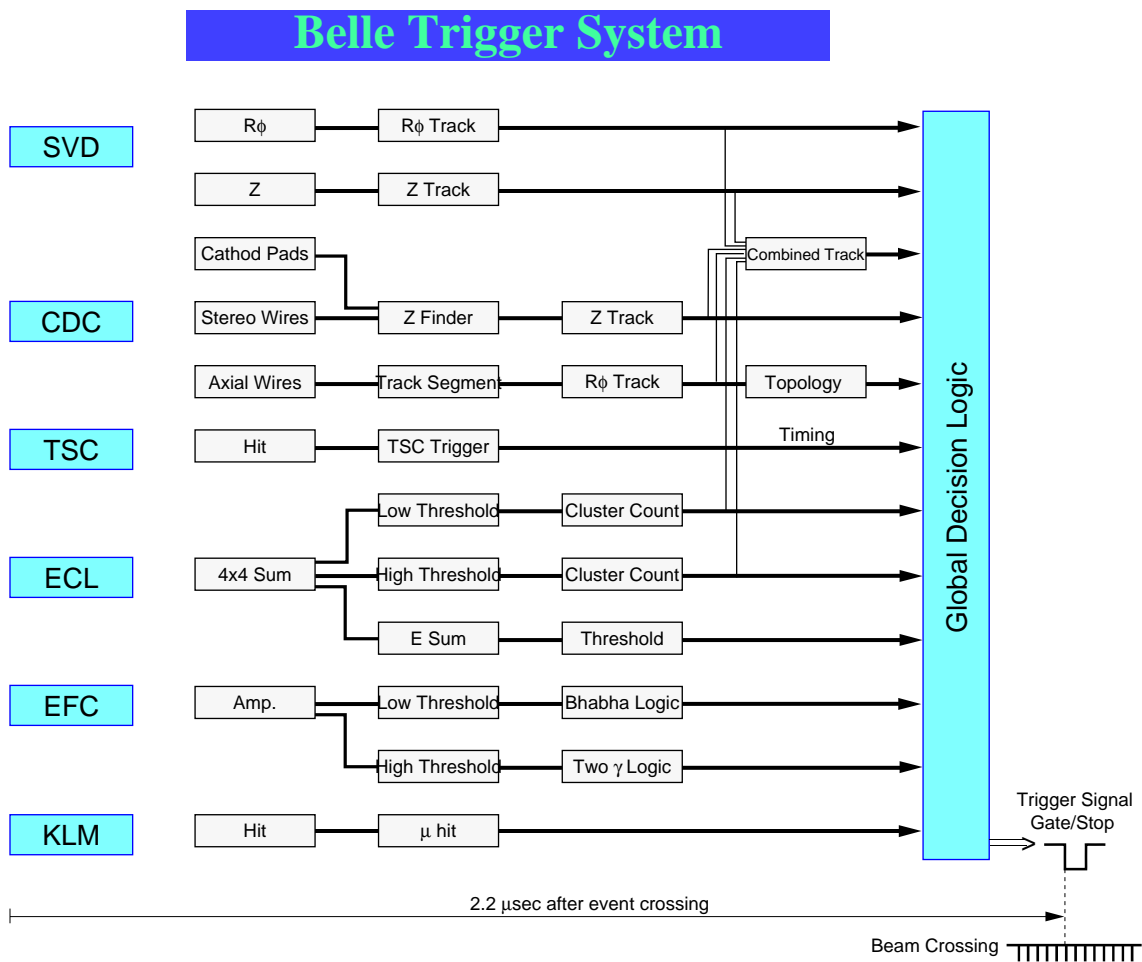 Belle Trigger System
SVD
Rϕ
Rϕ Track
Z
Z Track
Cathod Pads
Combined Track
CDC
Stereo Wires
Z Finder
Z Track
Axial Wires
Track Segment
Rϕ Track
Topology
TSC
Hit
TSC Trigger
Timing
Low Threshold
Cluster Count
ECL
4x4 Sum
High Threshold
Cluster Count
E Sum
Threshold
EFC
Amp.
Low Threshold
Bhabha Logic
High Threshold
Two γ Logic
KLM
Hit
μ hit
Global Decision Logic
Trigger Signal
Gate/Stop
2.2 μsec after event crossing
Beam Crossing